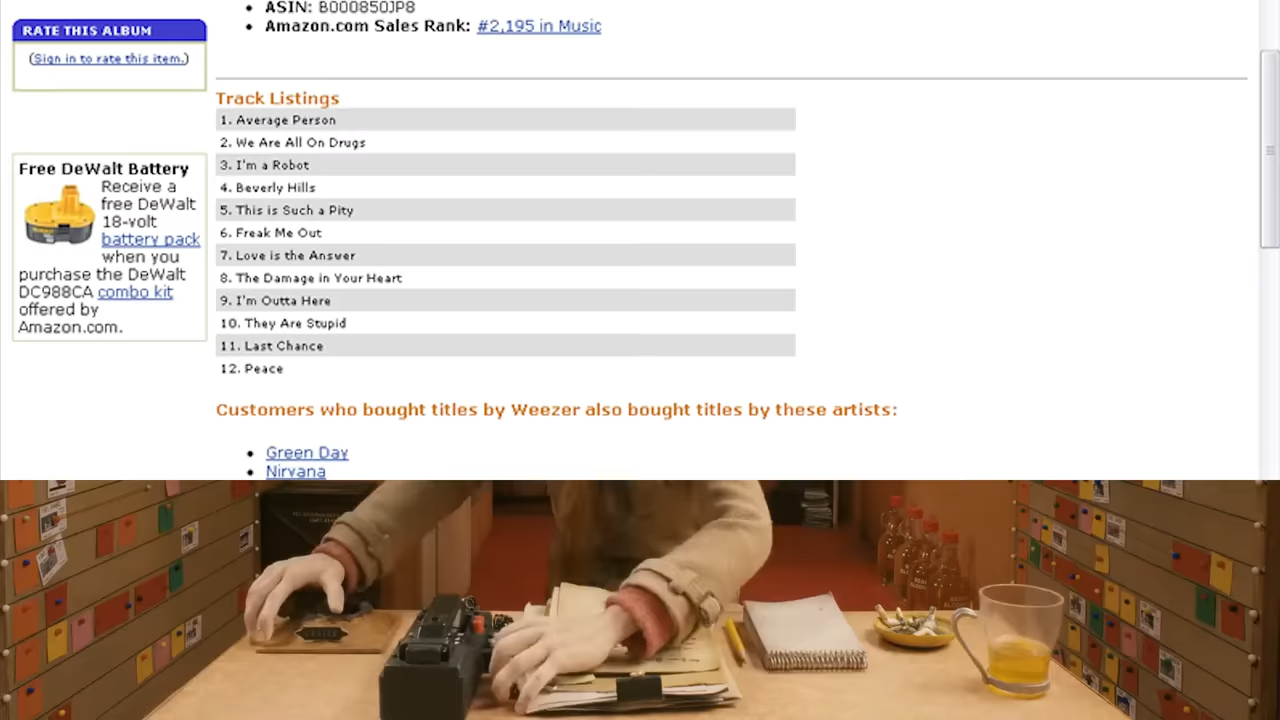 ASIN: B000850JP8
Amazon.com Sales Rank: #2,195 in Music
RATE THIS ALBUM
(Sign in to rate this item.)
Free DeWalt Battery
Receive a
free DeWalt
18-volt
battery pack
when you
purchase the DeWalt
DC988CA combo kit
offered by
Amazon.com.
Track Listings
1. Average Person
2. We Are All On Drugs
3. I'm a Robot
4. Beverly Hills
5. This is Such a Pity
6. Freak Me Out
7. Love is the Answer
8. The Damage in Your Heart
9. I'm Outta Here
10. They Are Stupid
11. Last Chance
12. Peace
Customers who bought titles by Weezer also bought titles by these artists:
Green Day
Nirvana